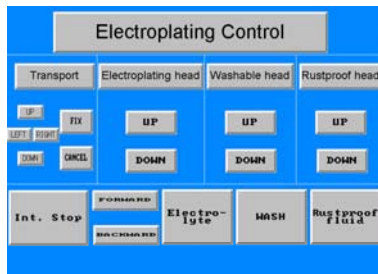 Electroplating Control
Transport Electroplating head Washable head Rustproof head
UP FIX UP UP UP
LEFT RIGHT
DOWN CANCEL DOWN DOWN DOWN
Int. Stop FORWARD Electro-
lyte WASH Rustproof
fluid
BACKWARD